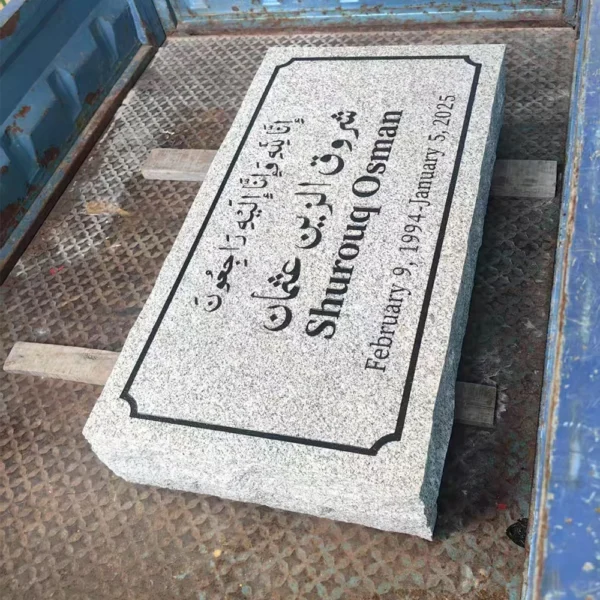 إِنَّا لِلّٰهِ وَإِنَّا إِلَيْهِ رَاجِعُونَ
شروق الزين عثمان
Shurouq Osman
February 9, 1994-January 5, 2025